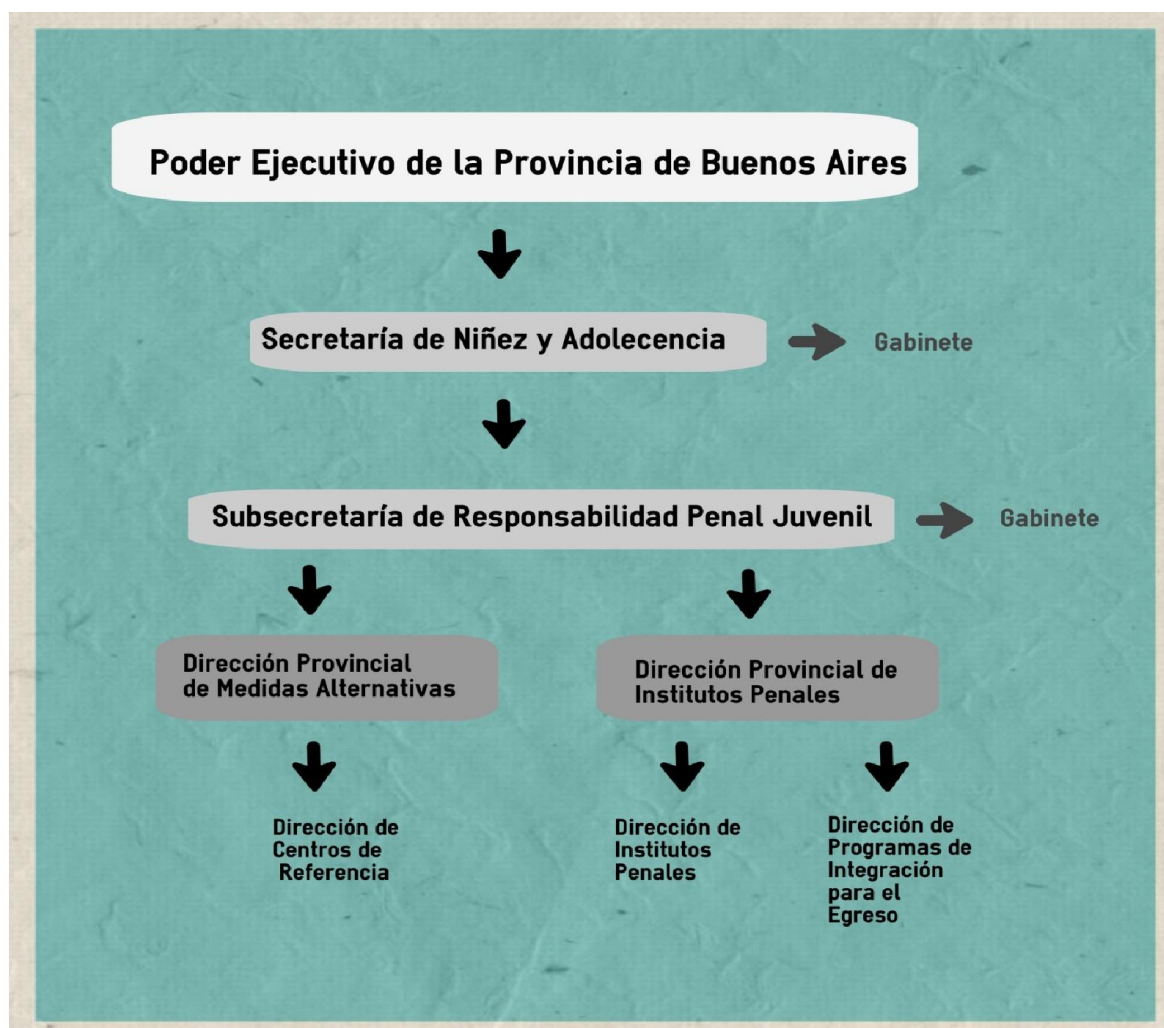 Poder Ejecutivo de la Provincia de Buenos Aires
Secretaría de Niñez y Adolecencia
Gabinete
Subsecretaría de Responsabilidad Penal Juvenil
Gabinete
Dirección Provincial
de Medidas Alternativas
Dirección Provincial de
Institutos Penales
Dirección de
Centros de
Referencia
Dirección de
Institutos
Penales
Dirección de
Programas de
Integración
para el
Egreso